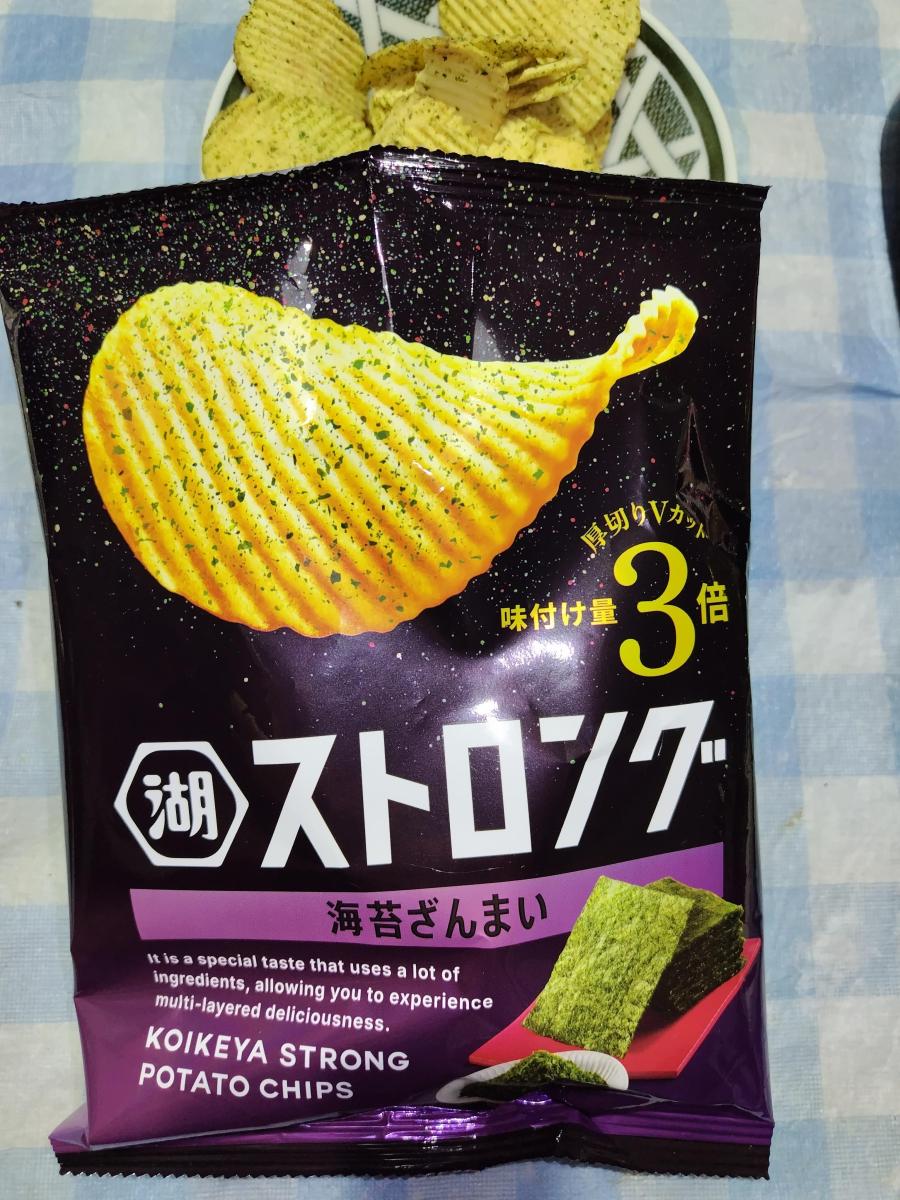 厚切りVカット
味付け量3倍
湖ストロング
海苔ざんまい
It is a special taste that uses a lot of
ingredients, allowing you to experience
multi-layered deliciousness.
KOIKEYA STRONG
POTATO CHIPS